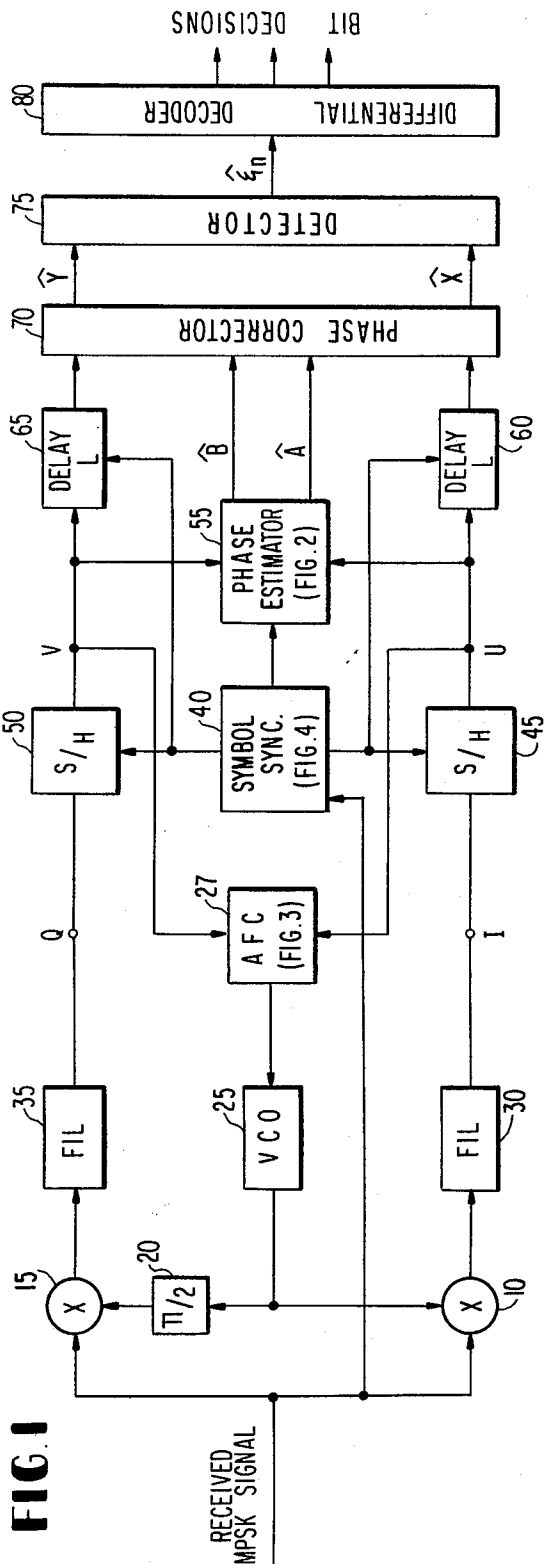 FIG. 1
RECEIVED
MPSK SIGNAL
15
X
20
π/2
10
X
35
FIL
25
VCO
30
FIL
Q
27
AFC
(FIG.3)
I
50
S/H
40
SYMBOL
SYNC.
(FIG.4)
S/H
45
V
U
65
DELAY
L
55
PHASE
ESTIMATOR
(FIG.2)
DELAY
L
60
B̂
Â
70
PHASE CORRECTOR
Ŷ
X̂
75
DETECTOR
ξ̂n
80
DIFFERENTIAL
DECODER
BIT
DECISIONS